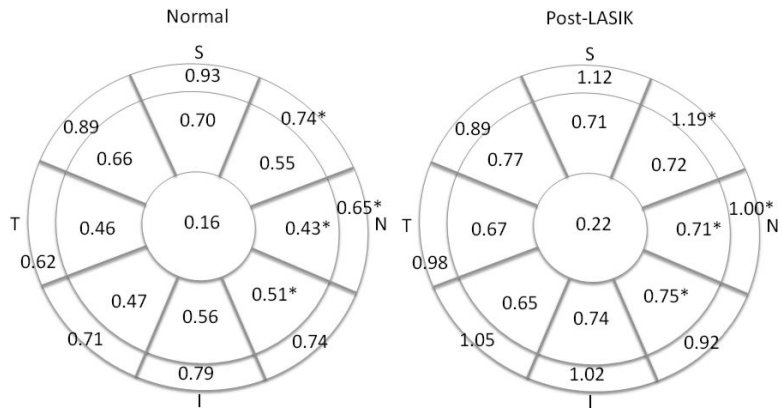 Normal Post-LASIK
S S
0.93 1.12
0.89 0.70 0.74* 0.89 0.71 1.19*
0.66 0.55 0.77 0.72
T 0.46 0.16 0.43* 0.65* N T 0.67 0.22 0.71* 1.00* N
0.62 0.98
0.47 0.56 0.51* 0.65 0.74 0.75*
0.71 0.74 1.05 0.92
0.79 1.02
I I